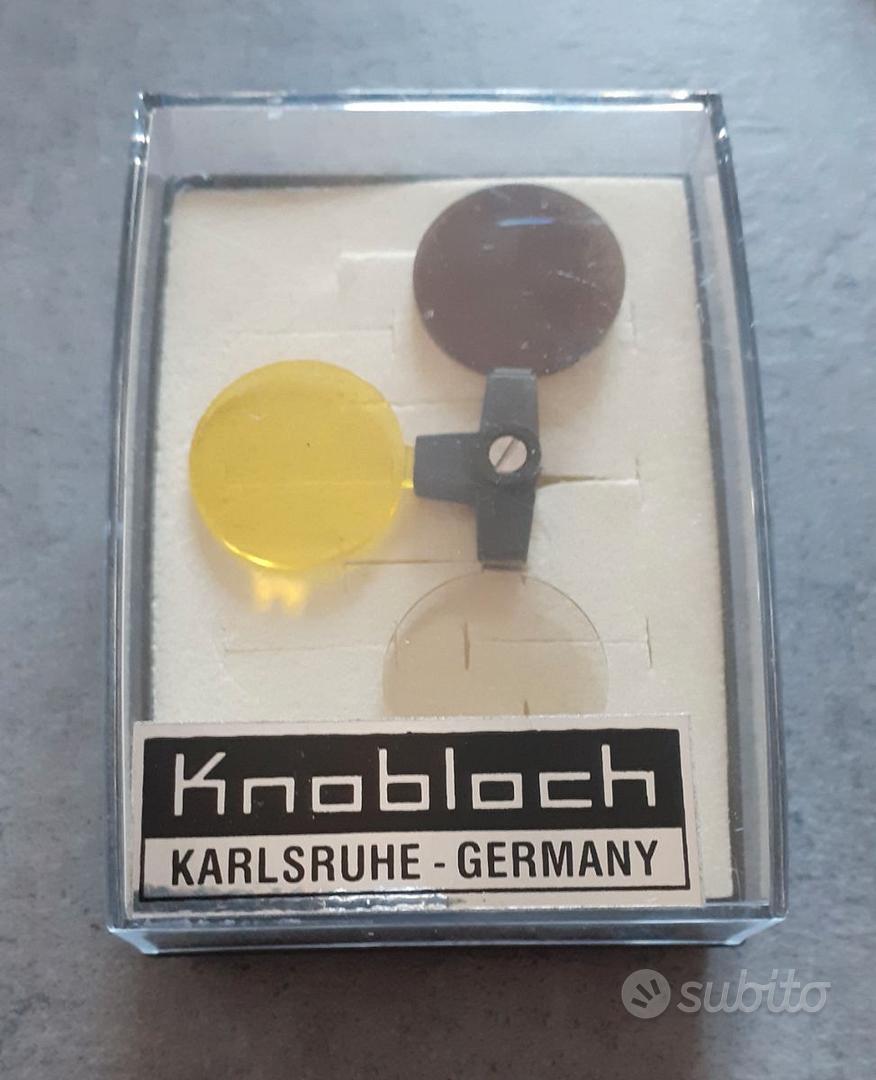 Knobloch
KARLSRUHE - GERMANY
subito